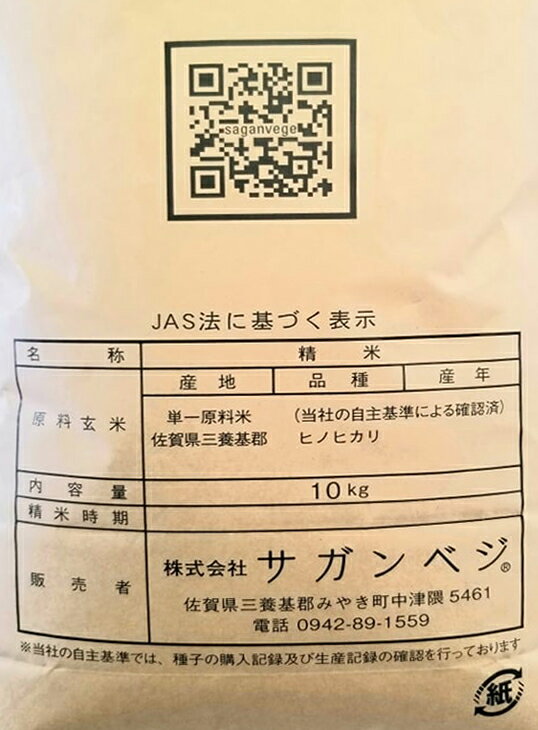 saganvege
JAS法に基づく表示
名称 精米
産地 品種 産年
原料玄米 単一原料米 (当社の自主基準による確認済)
佐賀県三養基郡 ヒノヒカリ
内容量 10kg
精米時期
販売者 株式会社 サガンベジ®
佐賀県三養基郡みやき町中津隈 5461
電話 0942-89-1559
※当社の自主基準では、種子の購入記録及び生産記録の確認を行っております
紙